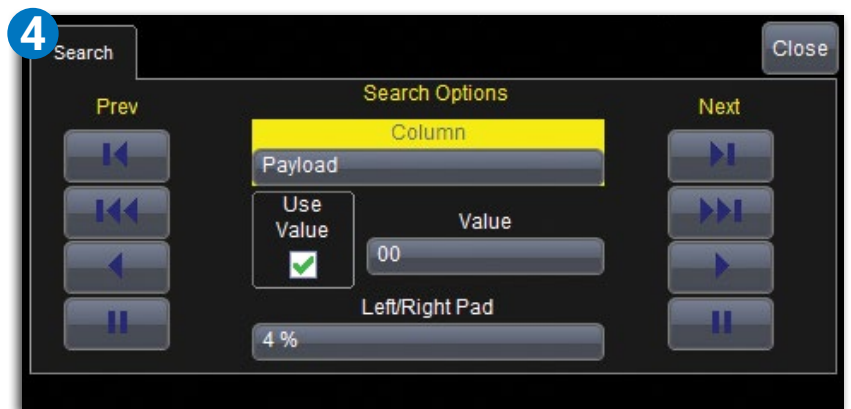 4
Search
Close
Prev
Search Options
Next
Column
Payload
Use
Value
Value
00
Left/Right Pad
4 %